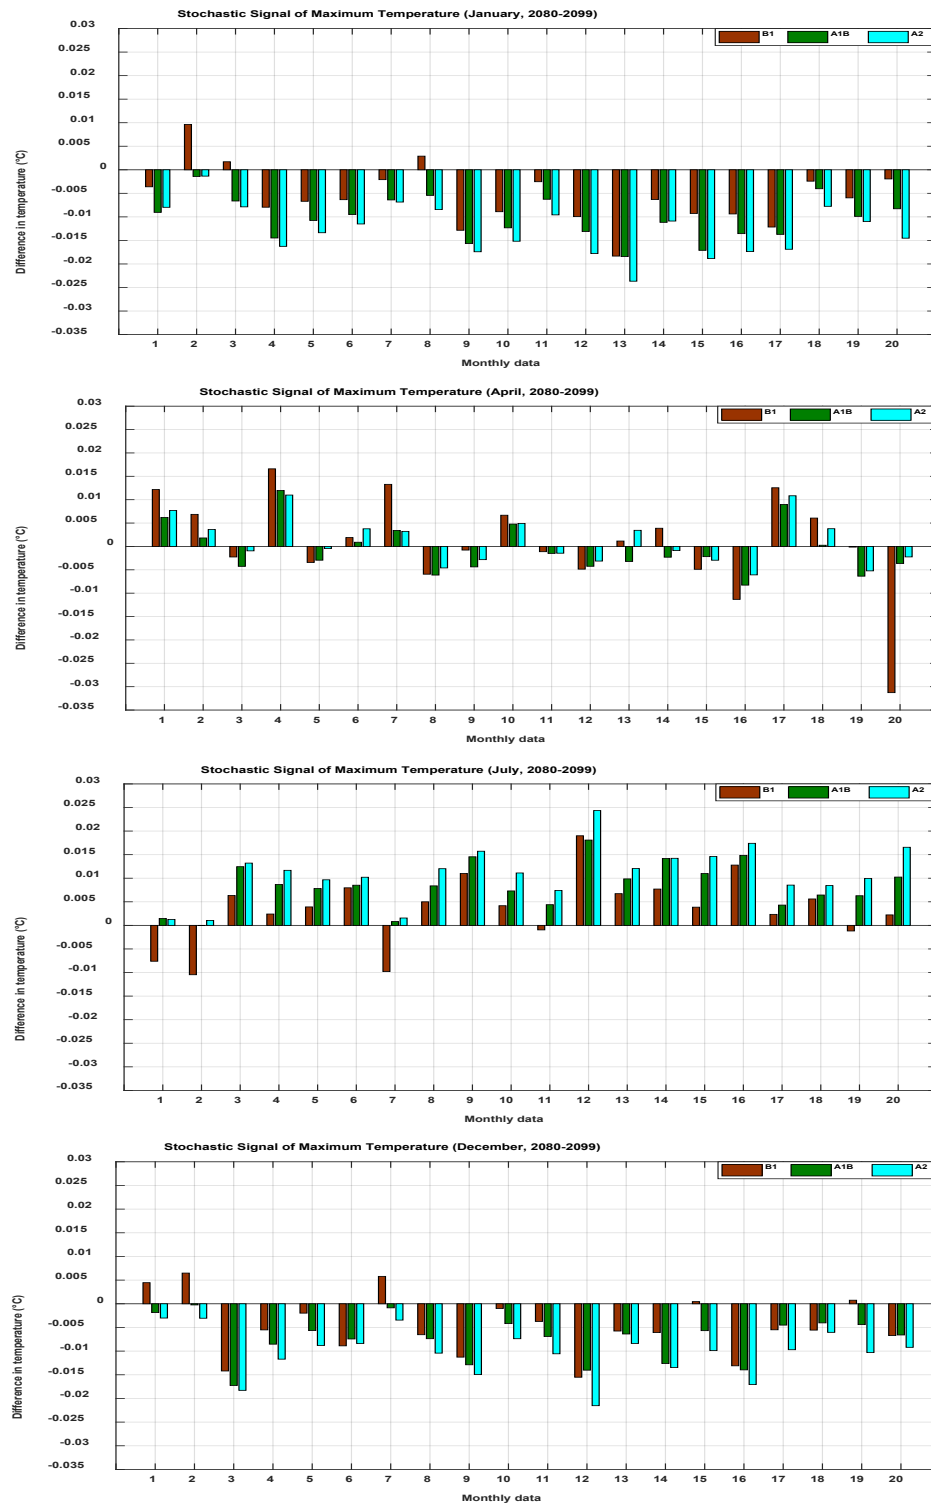 Stochastic Signal of Maximum Temperature (January, 2080-2099)
B1 A1B A2
0.03
0.025
0.02
0.015
0.01
0.005
0
-0.005
-0.01
-0.015
-0.02
-0.025
-0.03
-0.035
Difference in temperature (°C)
1 2 3 4 5 6 7 8 9 10 11 12 13 14 15 16 17 18 19 20
Monthly data
Stochastic Signal of Maximum Temperature (April, 2080-2099)
B1 A1B A2
0.03
0.025
0.02
0.015
0.01
0.005
0
-0.005
-0.01
-0.015
-0.02
-0.025
-0.03
-0.035
Difference in temperature (°C)
1 2 3 4 5 6 7 8 9 10 11 12 13 14 15 16 17 18 19 20
Monthly data
Stochastic Signal of Maximum Temperature (July, 2080-2099)
B1 A1B A2
0.03
0.025
0.02
0.015
0.01
0.005
0
-0.005
-0.01
-0.015
-0.02
-0.025
-0.03
-0.035
Difference in temperature (°C)
1 2 3 4 5 6 7 8 9 10 11 12 13 14 15 16 17 18 19 20
Monthly data
Stochastic Signal of Maximum Temperature (December, 2080-2099)
B1 A1B A2
0.03
0.025
0.02
0.015
0.01
0.005
0
-0.005
-0.01
-0.015
-0.02
-0.025
-0.03
-0.035
Difference in temperature (°C)
1 2 3 4 5 6 7 8 9 10 11 12 13 14 15 16 17 18 19 20
Monthly data